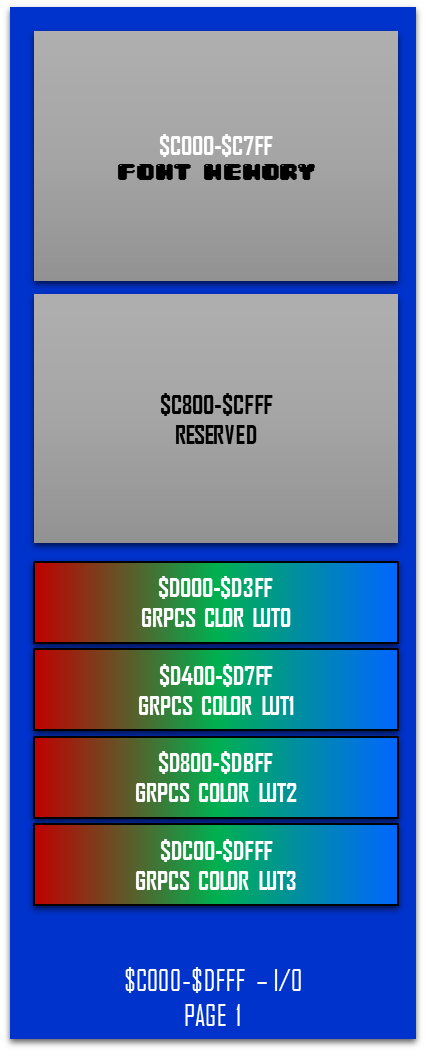 $C000-$C7FF
FONT MEMORY
$C800-$CFFF
RESERVED
$D000-$D3FF
GRPCS CLOR LUT0
$D400-$D7FF
GRPCS COLOR LUT1
$D800-$DBFF
GRPCS COLOR LUT2
$DC00-$DFFF
GRPCS COLOR LUT3
$C000-$DFFF – I/O
PAGE 1